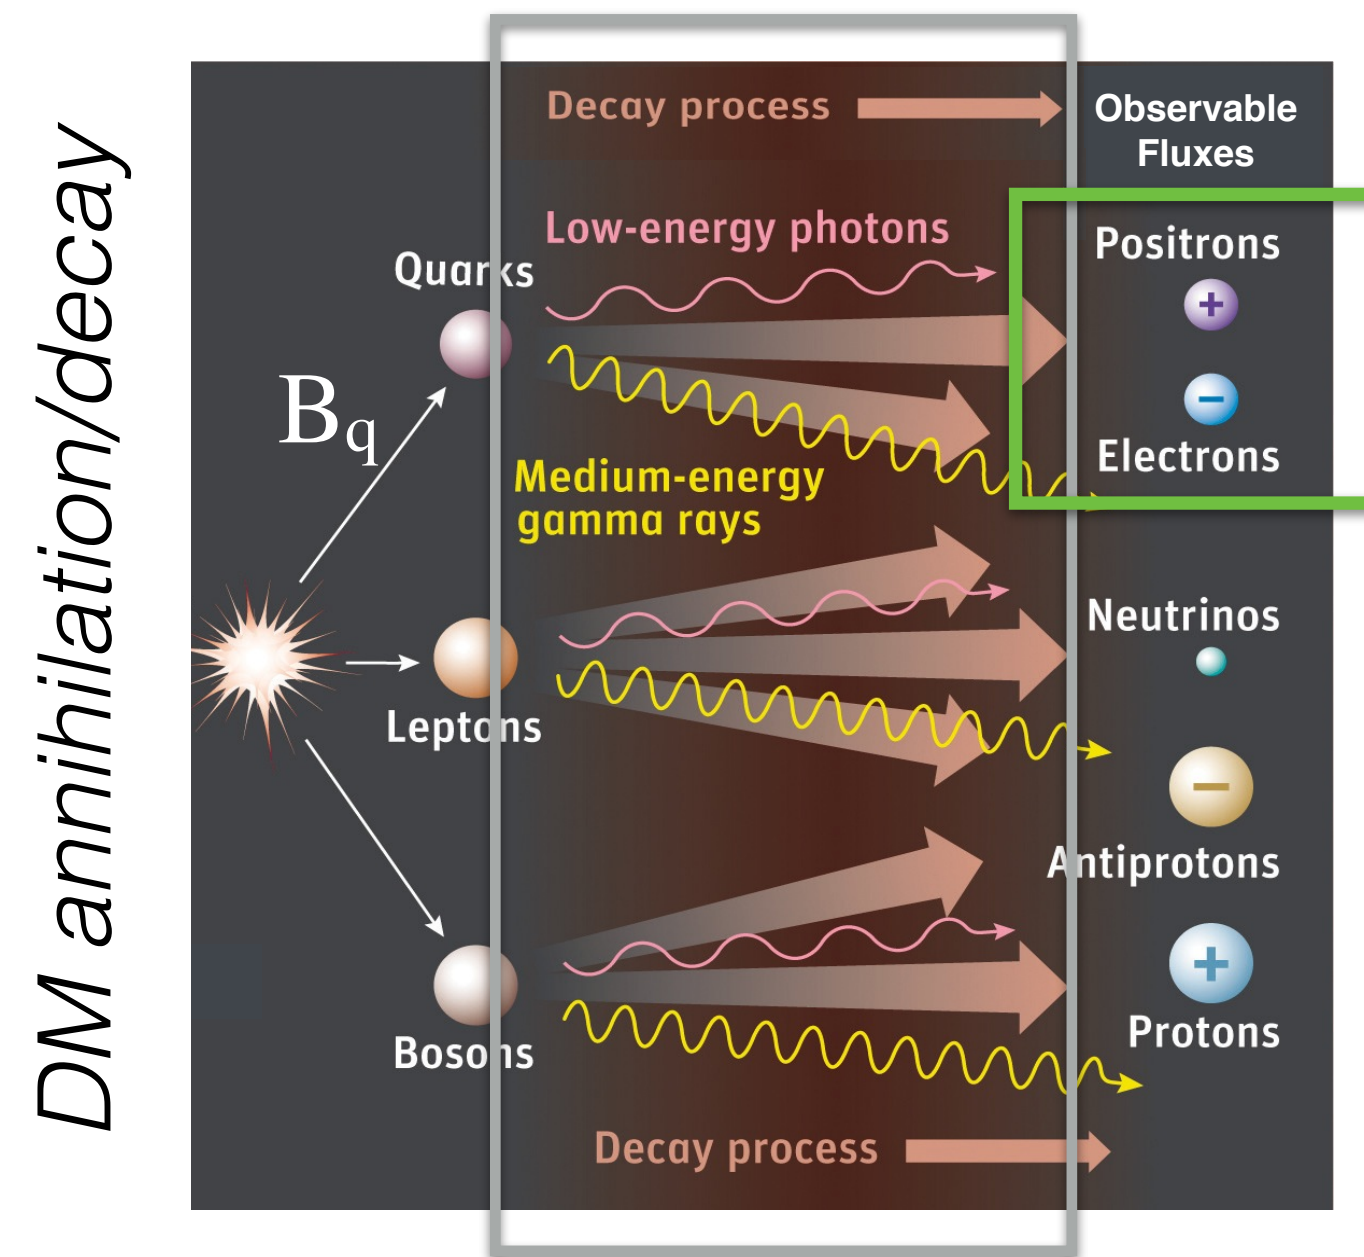 DM annihilation/decay
Decay process
Observable
Fluxes
Low-energy photons
Positrons
+
Quarks
Bq
−
Electrons
Medium-energy
gamma rays
Neutrinos
Leptons
−
Antiprotons
+
Protons
Bosons
Decay process